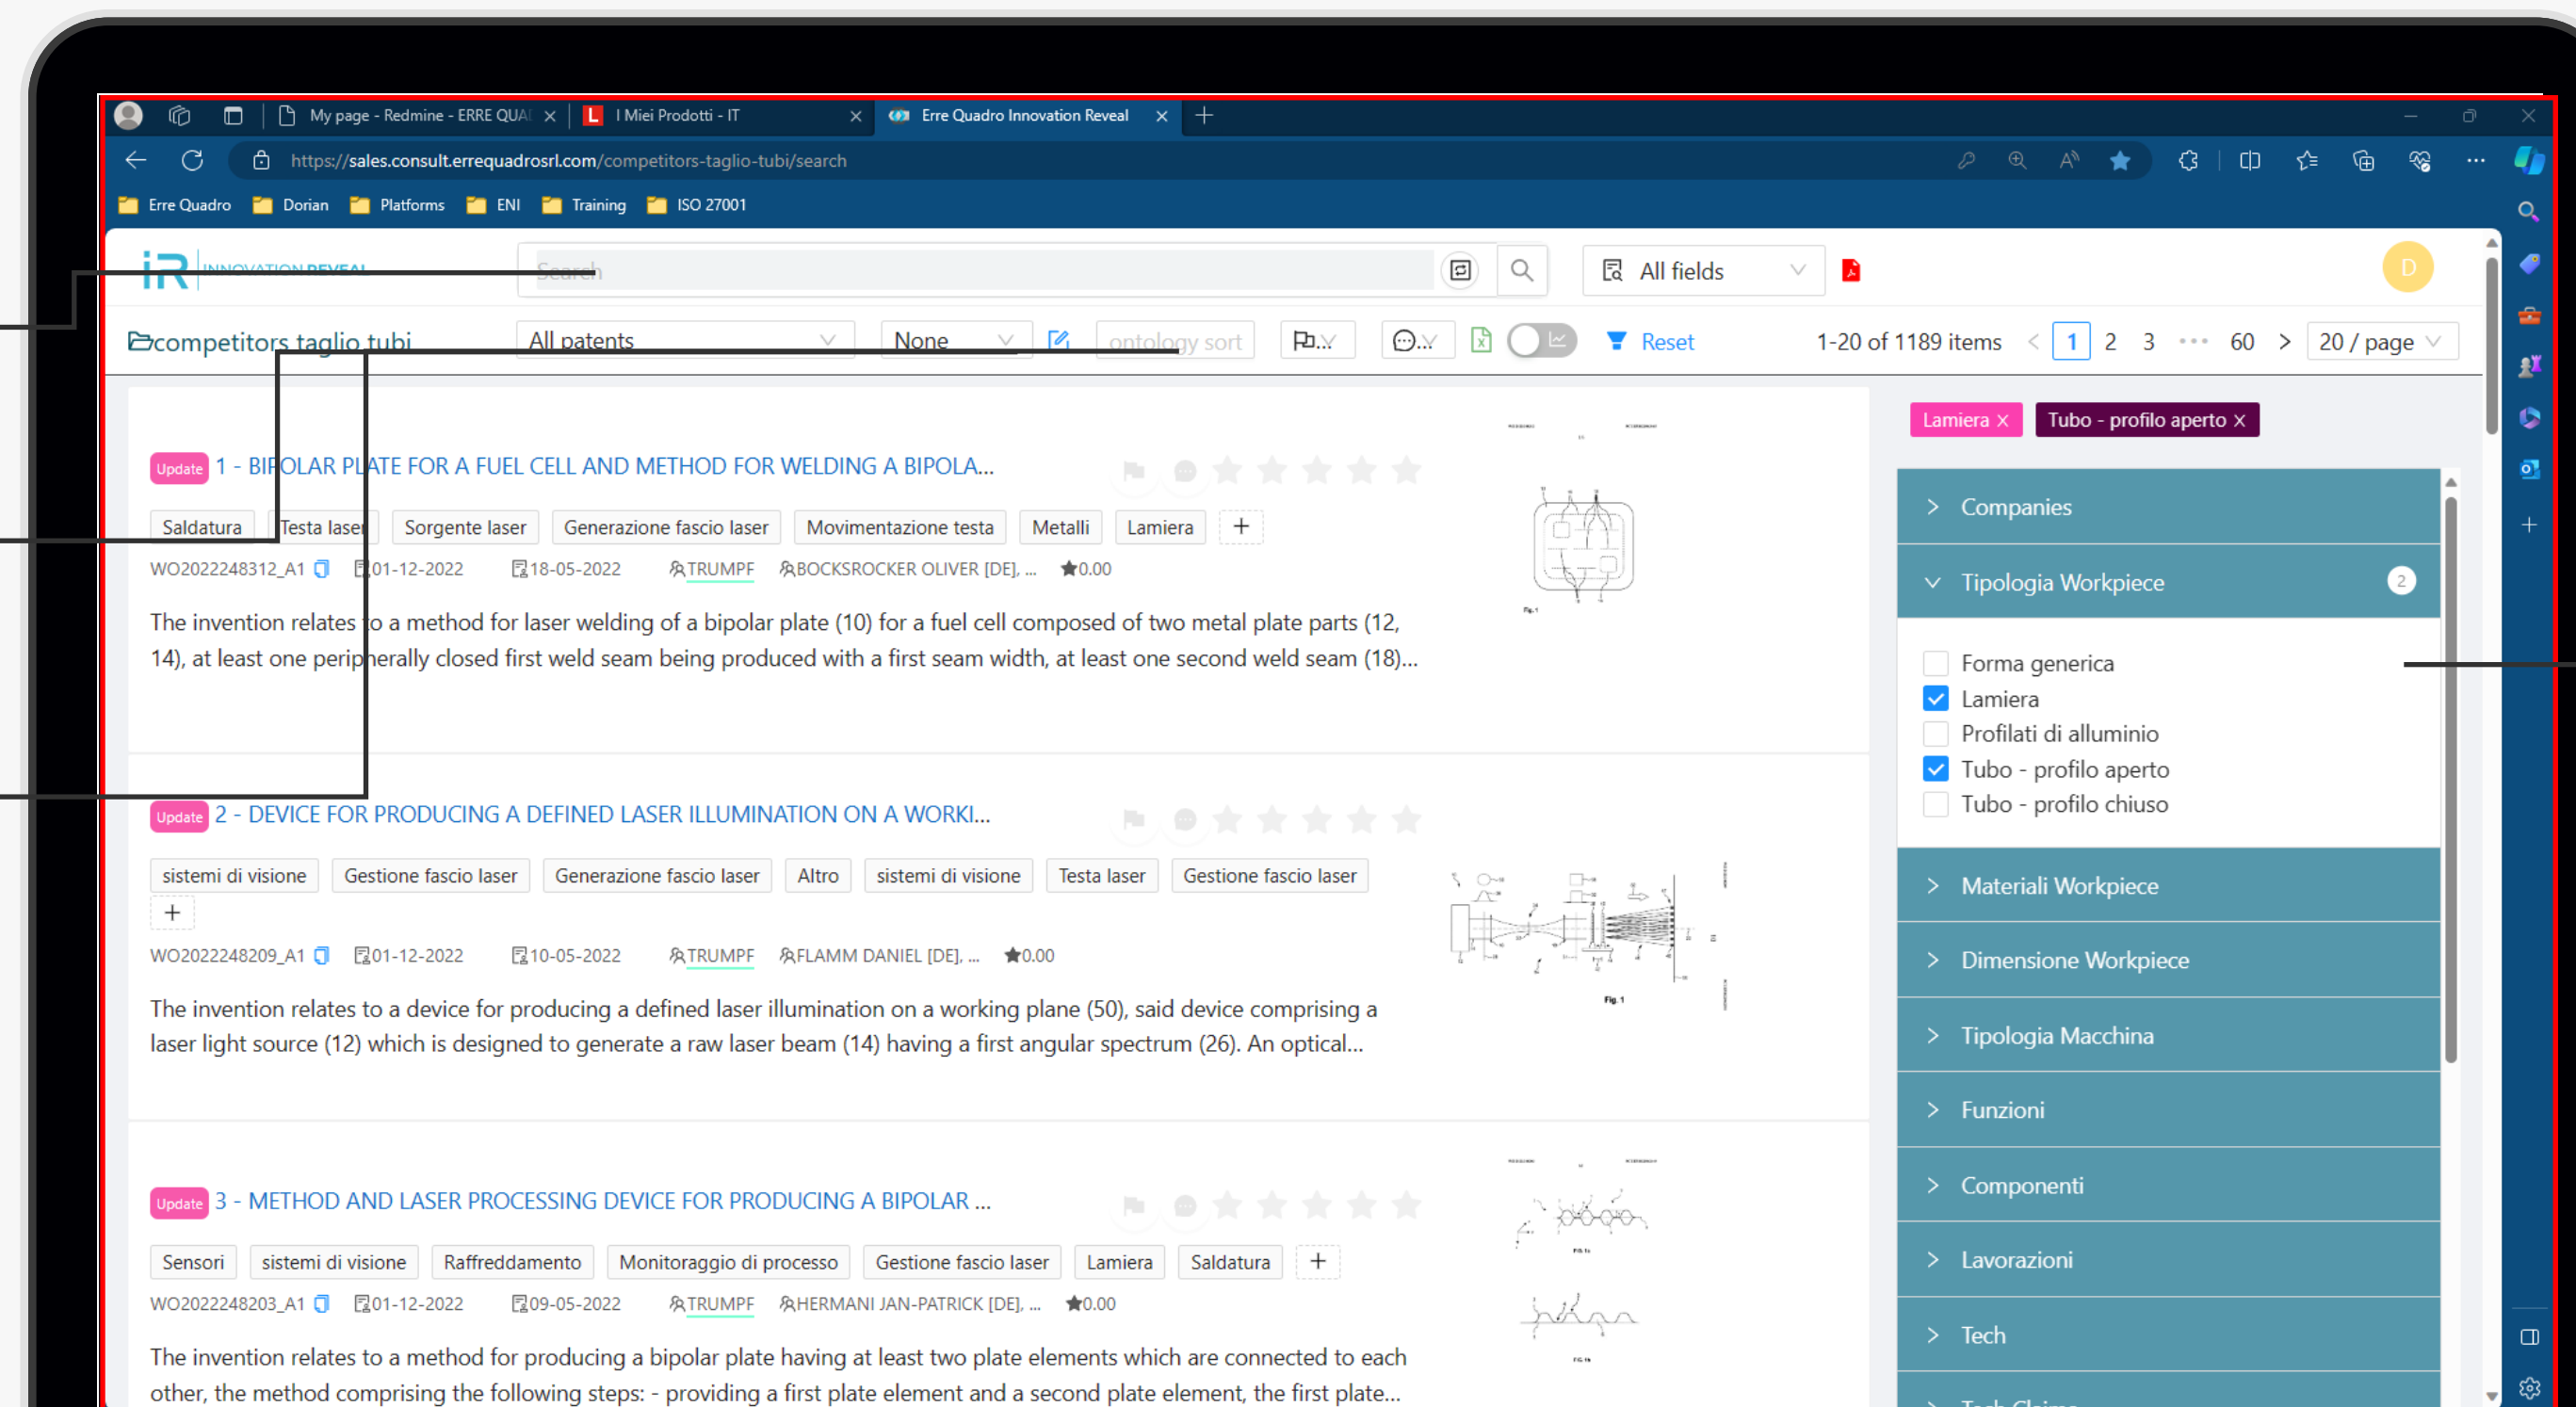 My page - Redmine - ERRE QUA
I Miei Prodotti - IT
Erre Quadro Innovation Reveal
https://sales.consult.errequadrosrl.com/competitors-taglio-tubi/search
Erre Quadro Dorian Platforms ENI Training ISO 27001
iR INNOVATION REVEAL
Search
All fields
D
competitors taglio tubi
All patents
None
ontology sort
Reset
1-20 of 1189 items < 1 2 3 ••• 60 > 20 / page
Update 1 - BIPOLAR PLATE FOR A FUEL CELL AND METHOD FOR WELDING A BIPOLA...
Saldatura Testa laser Sorgente laser Generazione fascio laser Movimentazione testa Metalli Lamiera +
WO2022248312_A1 01-12-2022 18-05-2022 TRUMPF BOCKSROCKER OLIVER [DE], ... ★0.00
The invention relates to a method for laser welding of a bipolar plate (10) for a fuel cell composed of two metal plate parts (12,
14), at least one peripherally closed first weld seam being produced with a first seam width, at least one second weld seam (18)...
Fig. 1
Update 2 - DEVICE FOR PRODUCING A DEFINED LASER ILLUMINATION ON A WORKI...
sistemi di visione Gestione fascio laser Generazione fascio laser Altro sistemi di visione Testa laser Gestione fascio laser
+
WO2022248209_A1 01-12-2022 10-05-2022 TRUMPF FLAMM DANIEL [DE], ... ★0.00
The invention relates to a device for producing a defined laser illumination on a working plane (50), said device comprising a
laser light source (12) which is designed to generate a raw laser beam (14) having a first angular spectrum (26). An optical...
Fig. 1
Update 3 - METHOD AND LASER PROCESSING DEVICE FOR PRODUCING A BIPOLAR ...
Sensori sistemi di visione Raffreddamento Monitoraggio di processo Gestione fascio laser Lamiera Saldatura +
WO2022248203_A1 01-12-2022 09-05-2022 TRUMPF HERMANI JAN-PATRICK [DE], ... ★0.00
The invention relates to a method for producing a bipolar plate having at least two plate elements which are connected to each
other, the method comprising the following steps: - providing a first plate element and a second plate element, the first plate...
FIG. 1a
FIG. 1b
Lamiera × Tubo - profilo aperto ×
Companies
Tipologia Workpiece 2
Forma generica
Lamiera
Profilati di alluminio
Tubo - profilo aperto
Tubo - profilo chiuso
Materiali Workpiece
Dimensione Workpiece
Tipologia Macchina
Funzioni
Componenti
Lavorazioni
Tech